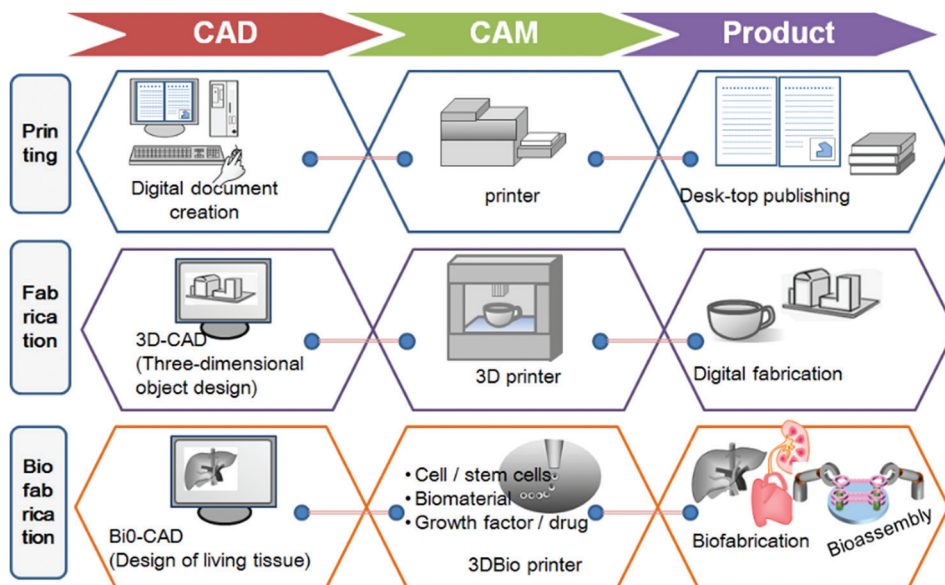 CAD
CAM
Product
Prin
ting
Digital document
creation
printer
Desk-top publishing
Fab
rica
tion
3D-CAD
(Three-dimensional
object design)
3D printer
Digital fabrication
Bio
fab
rica
tion
Bi0-CAD
(Design of living tissue)
• Cell / stem cells
• Biomaterial
• Growth factor / drug
3DBio printer
Biofabrication
Bioassembly